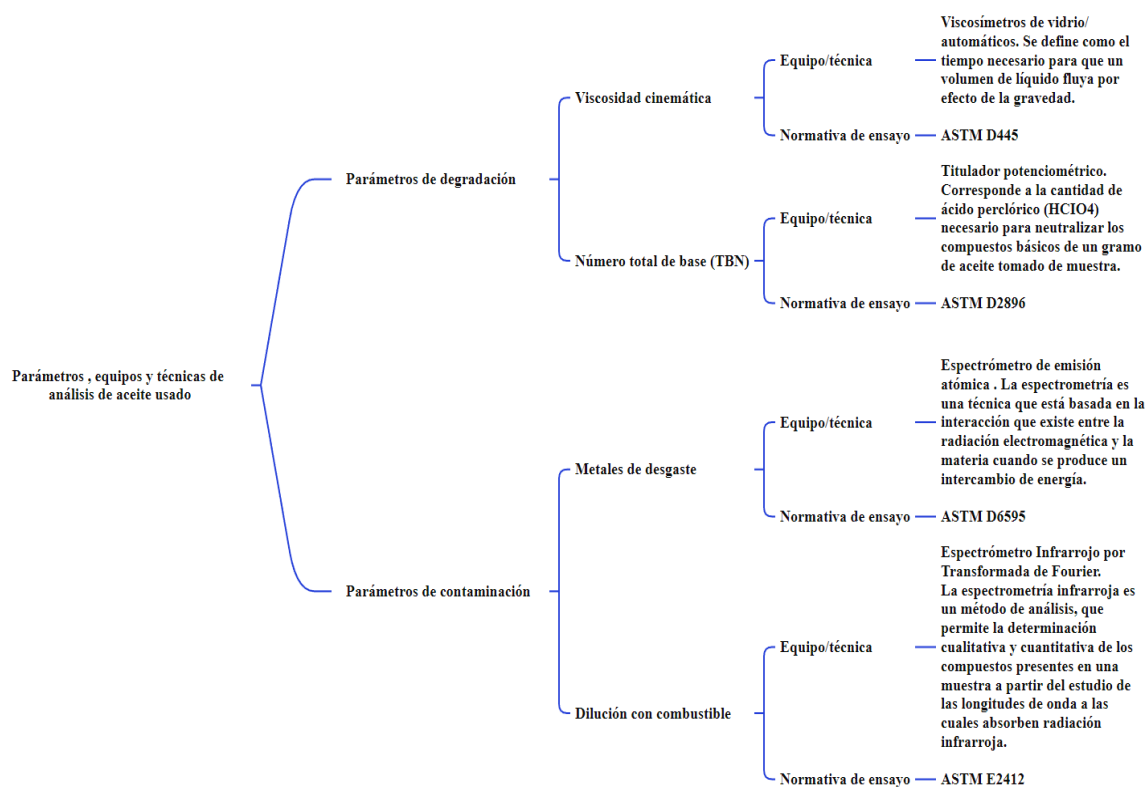 Parámetros , equipos y técnicas de
análisis de aceite usado
Parámetros de degradación
Viscosidad cinemática
Equipo/técnica
Viscosímetros de vidrio/
automáticos. Se define como el
tiempo necesario para que un
volumen de líquido fluya por
efecto de la gravedad.
Normativa de ensayo
ASTM D445
Número total de base (TBN)
Equipo/técnica
Titulador potenciométrico.
Corresponde a la cantidad de
ácido perclórico (HClO4)
necesario para neutralizar los
compuestos básicos de un gramo
de aceite tomado de muestra.
Normativa de ensayo
ASTM D2896
Parámetros de contaminación
Metales de desgaste
Equipo/técnica
Espectrómetro de emisión
atómica . La espectrometría es
una técnica que está basada en la
interacción que existe entre la
radiación electromagnética y la
materia cuando se produce un
intercambio de energía.
Normativa de ensayo
ASTM D6595
Dilución con combustible
Equipo/técnica
Espectrómetro Infrarrojo por
Transformada de Fourier.
La espectrometría infrarroja es
un método de análisis, que
permite la determinación
cualitativa y cuantitativa de los
compuestos presentes en una
muestra a partir del estudio de
las longitudes de onda a las
cuales absorben radiación
infrarroja.
Normativa de ensayo
ASTM E2412